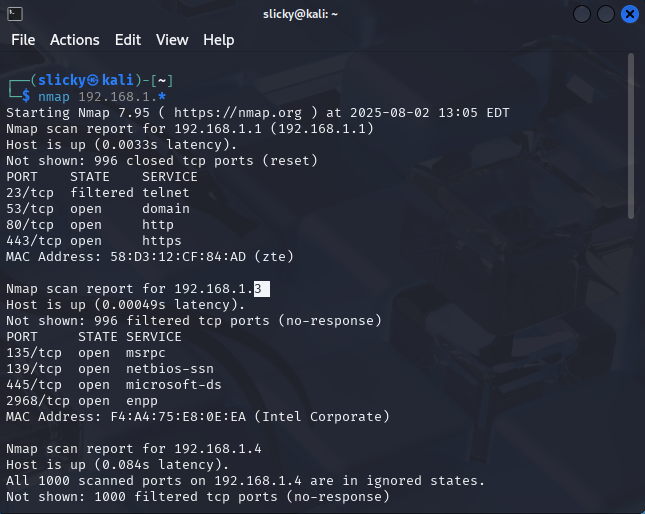 slicky@kali: ~
File Actions Edit View Help
┌──(slicky㉿kali)-[~]
└─$ nmap 192.168.1.*
Starting Nmap 7.95 ( https://nmap.org ) at 2025-08-02 13:05 EDT
Nmap scan report for 192.168.1.1 (192.168.1.1)
Host is up (0.0033s latency).
Not shown: 996 closed tcp ports (reset)
PORT    STATE    SERVICE
23/tcp  filtered telnet
53/tcp  open     domain
80/tcp  open     http
443/tcp open     https
MAC Address: 58:D3:12:CF:84:AD (zte)

Nmap scan report for 192.168.1.3
Host is up (0.00049s latency).
Not shown: 996 filtered tcp ports (no-response)
PORT     STATE SERVICE
135/tcp  open  msrpc
139/tcp  open  netbios-ssn
445/tcp  open  microsoft-ds
2968/tcp open  enpp
MAC Address: F4:A4:75:E8:0E:EA (Intel Corporate)

Nmap scan report for 192.168.1.4
Host is up (0.084s latency).
All 1000 scanned ports on 192.168.1.4 are in ignored states.
Not shown: 1000 filtered tcp ports (no-response)